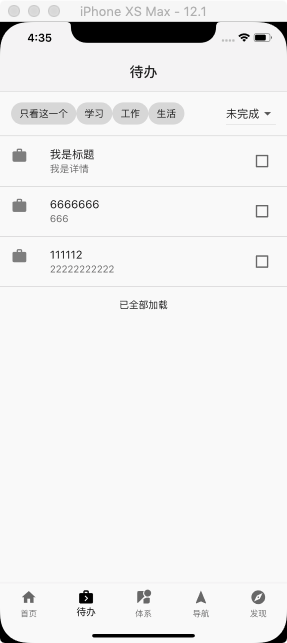 iPhone XS Max - 12.1
4:35
待办
只看这一个 学习 工作 生活 未完成
我是标题
我是详情
6666666
666
111112
22222222222
已全部加载
首页 待办 体系 导航 发现